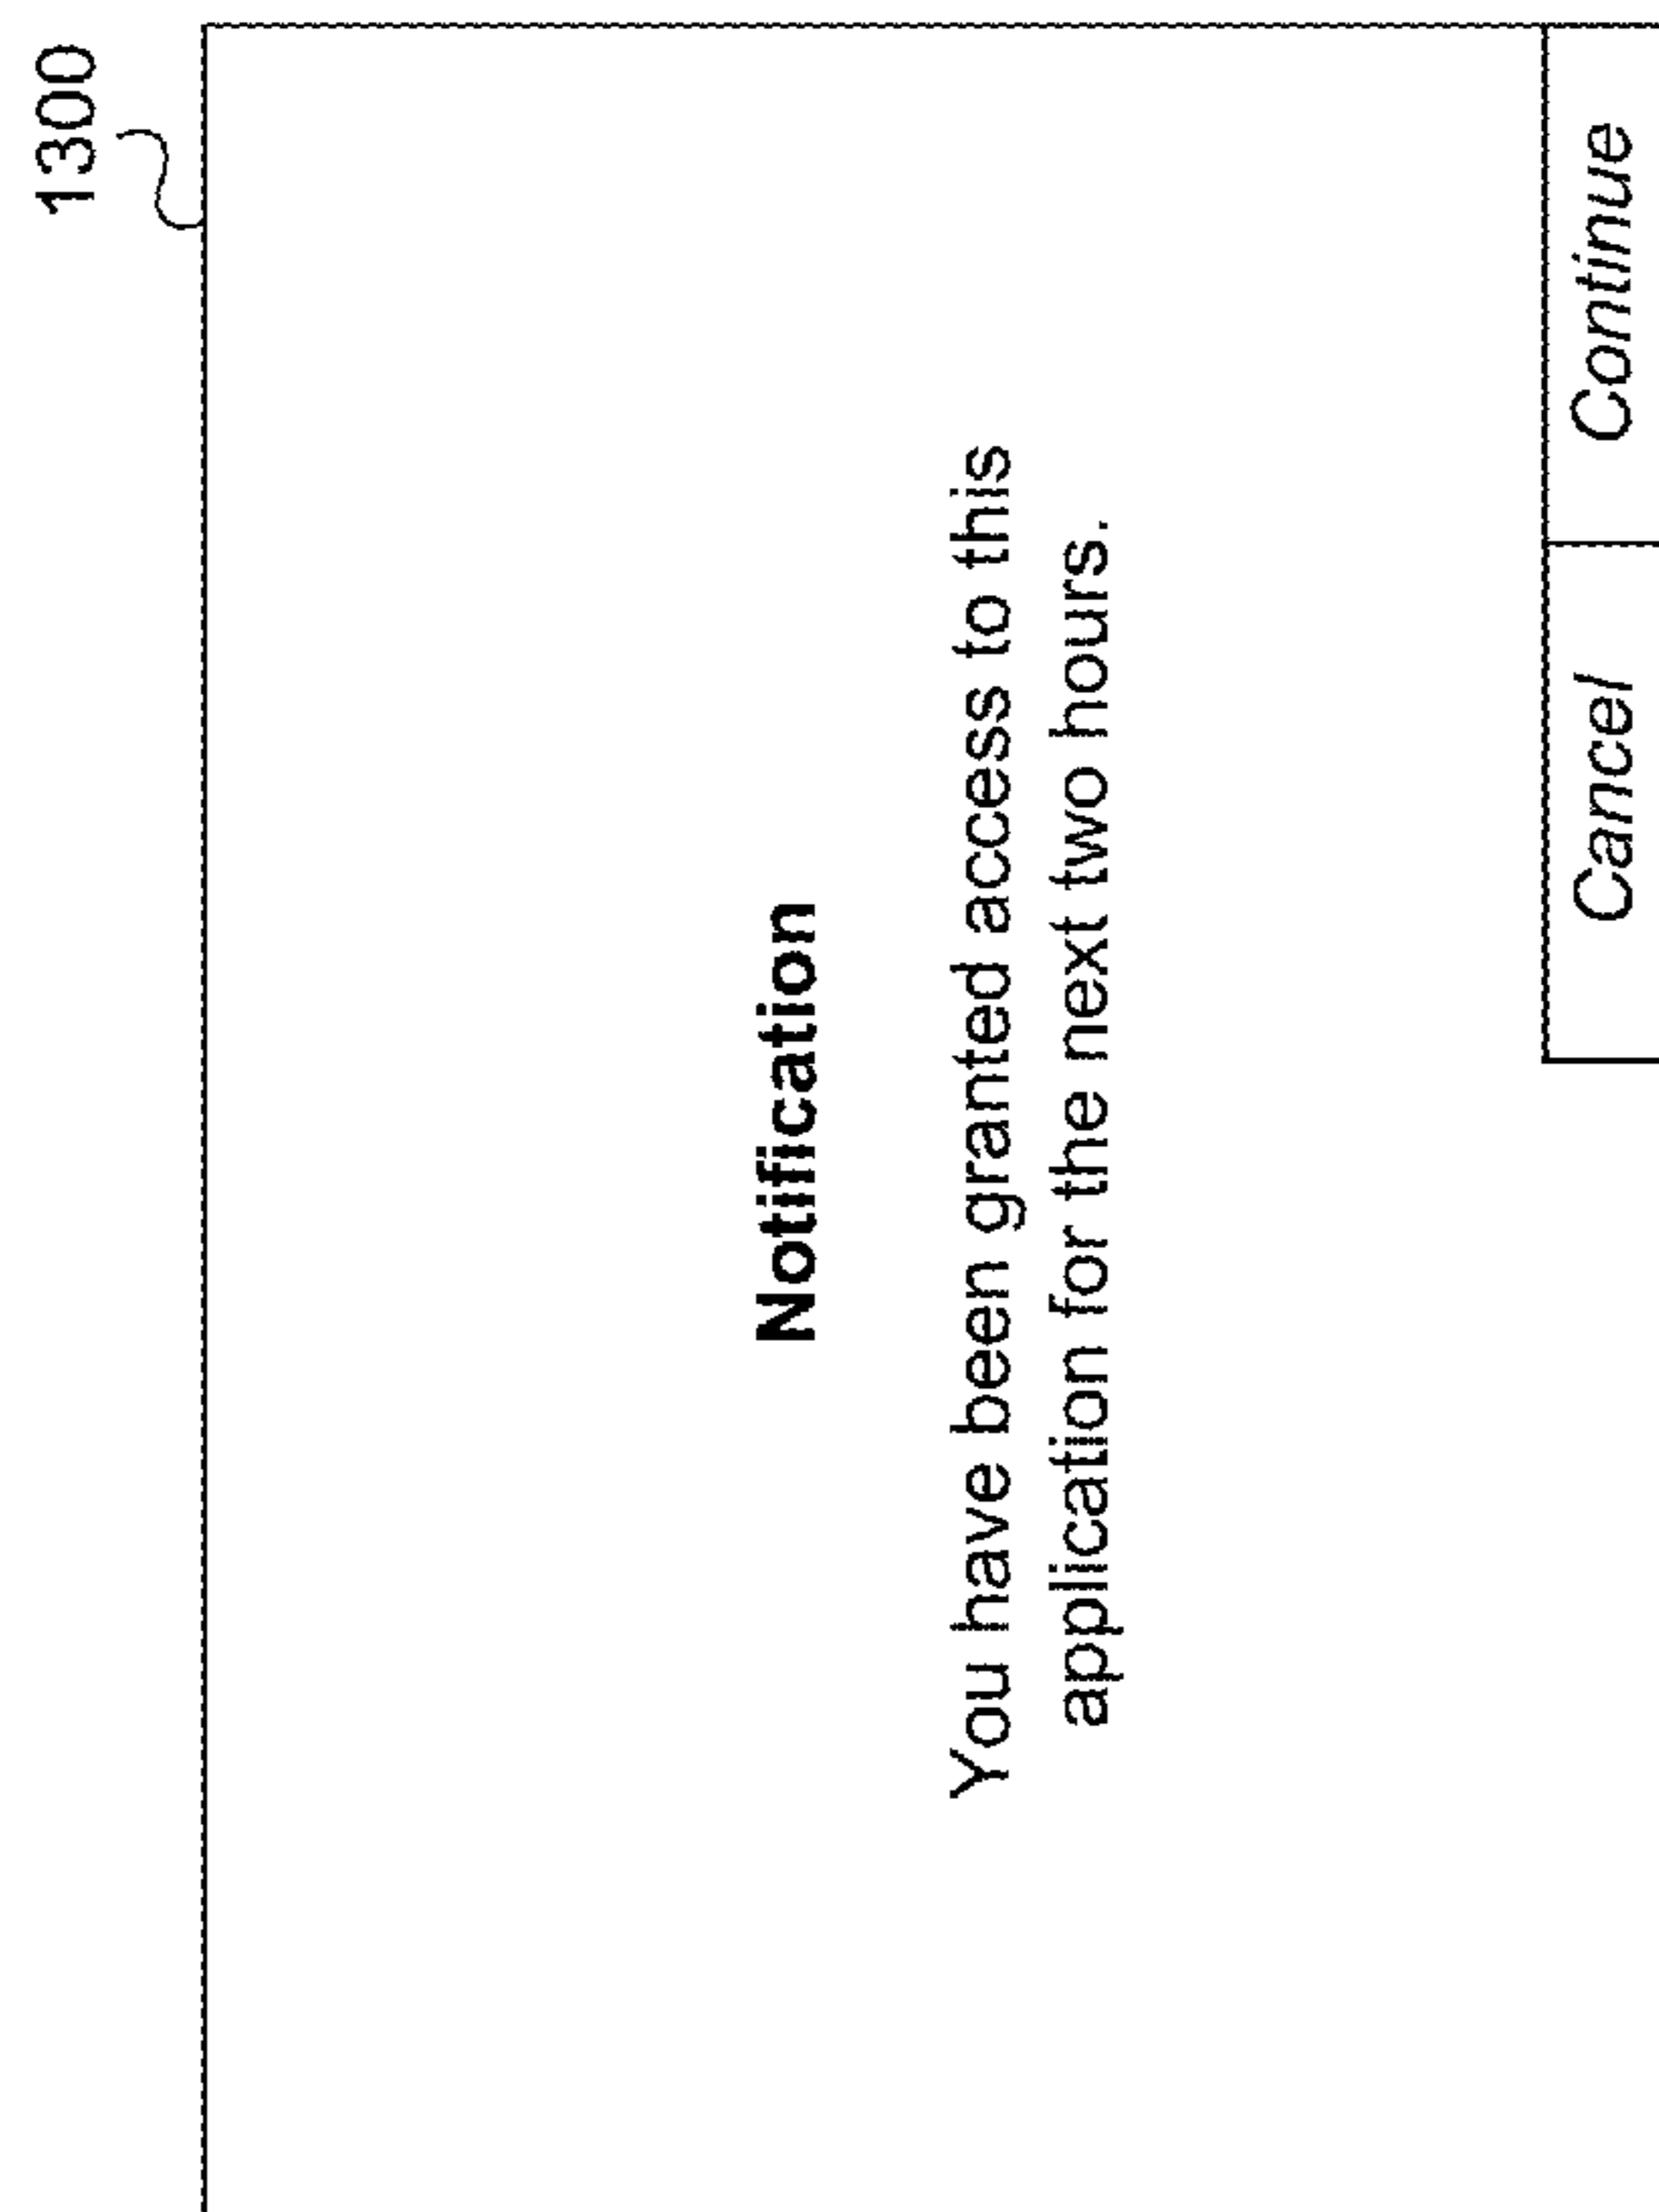 1300
Notification
You have been granted access to this
application for the next two hours.
Cancel
Continue